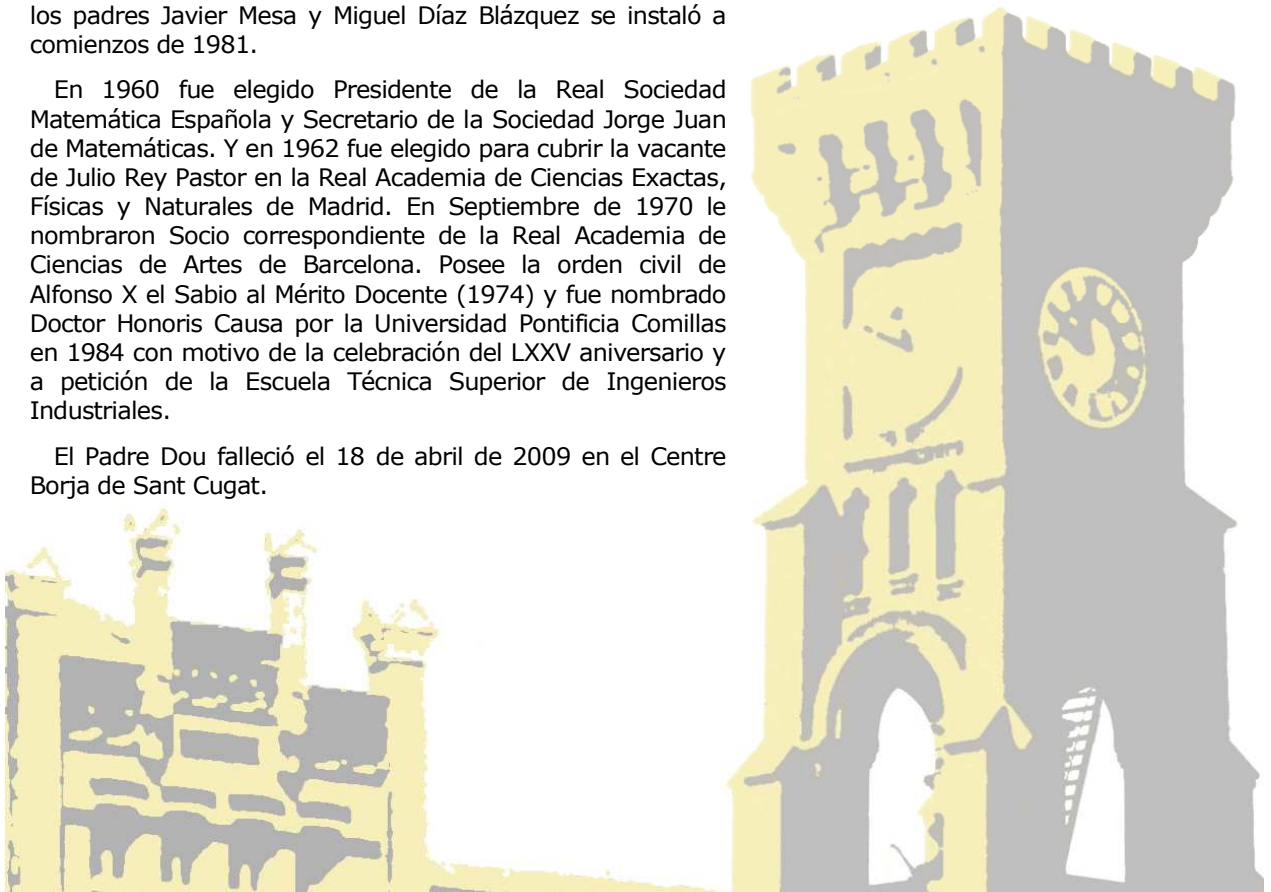 los padres Javier Mesa y Miguel Díaz Blázquez se instaló a
comienzos de 1981.
En 1960 fue elegido Presidente de la Real Sociedad
Matemática Española y Secretario de la Sociedad Jorge Juan
de Matemáticas. Y en 1962 fue elegido para cubrir la vacante
de Julio Rey Pastor en la Real Academia de Ciencias Exactas,
Físicas y Naturales de Madrid. En Septiembre de 1970 le
nombraron Socio correspondiente de la Real Academia de
Ciencias de Artes de Barcelona. Posee la orden civil de
Alfonso X el Sabio al Mérito Docente (1974) y fue nombrado
Doctor Honoris Causa por la Universidad Pontificia Comillas
en 1984 con motivo de la celebración del LXXV aniversario y
a petición de la Escuela Técnica Superior de Ingenieros
Industriales.
El Padre Dou falleció el 18 de abril de 2009 en el Centre
Borja de Sant Cugat.